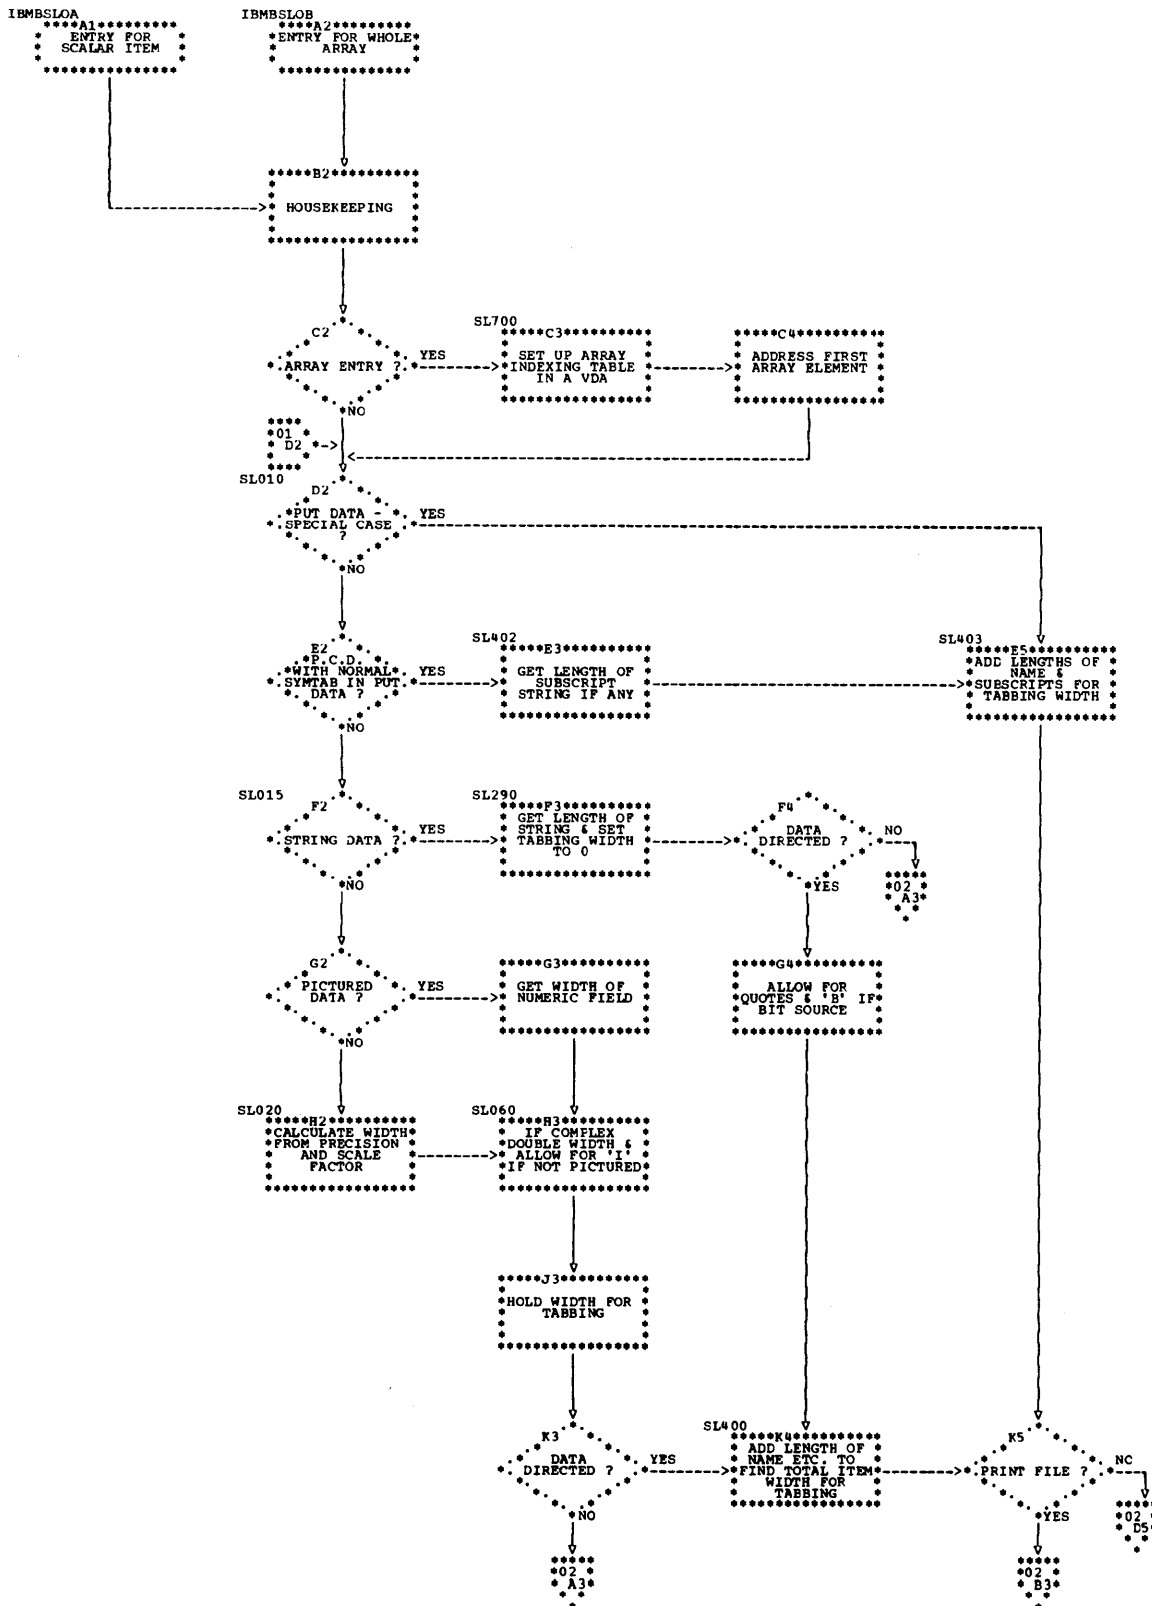 IBMBSLOA
IBMBSLOB
A1
ENTRY FOR
SCALAR ITEM
A2
ENTRY FOR WHOLE
ARRAY
B2
HOUSEKEEPING
C2
ARRAY ENTRY ?
YES
NO
SL700
C3
SET UP ARRAY
INDEXING TABLE
IN A VDA
C4
ADDRESS FIRST
ARRAY ELEMENT
01
D2
SL010
D2
PUT DATA -
SPECIAL CASE
?
YES
NO
E2
P.C.D.
WITH NORMAL
SYMTAB IN PUT
DATA ?
YES
NO
SL402
E3
GET LENGTH OF
SUBSCRIPT
STRING IF ANY
SL403
E5
ADD LENGTHS OF
NAME &
SUBSCRIPTS FOR
TABBING WIDTH
SL015
F2
STRING DATA ?
YES
NO
SL290
F3
GET LENGTH OF
STRING & SET
TABBING WIDTH
TO 0
F4
DATA
DIRECTED ?
NO
YES
02
A3
G2
PICTURED
DATA ?
YES
NO
G3
GET WIDTH OF
NUMERIC FIELD
G4
ALLOW FOR
QUOTES & 'B' IF
BIT SOURCE
SL020
H2
CALCULATE WIDTH
FROM PRECISION
AND SCALE
FACTOR
SL060
H3
IF COMPLEX
DOUBLE WIDTH &
ALLOW FOR 'I'
IF NOT PICTURED
J3
HOLD WIDTH FOR
TABBING
K3
DATA
DIRECTED ?
YES
NO
SL400
K4
ADD LENGTH OF
NAME ETC. TO
FIND TOTAL ITEM
WIDTH FOR
TABBING
K5
PRINT FILE ?
NC
YES
02
D5
02
A3
02
B3